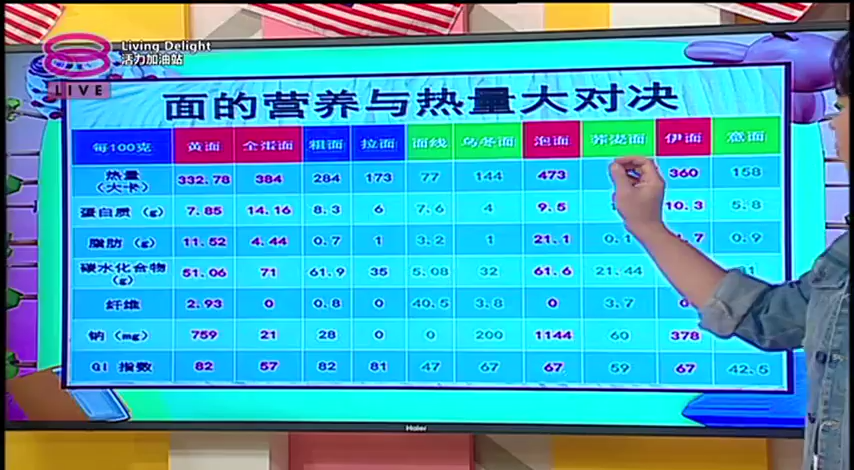 Living Delight
活力加油站
LIVE
面的营养与热量大对决
每100克 黄面 全蛋面 粗面 拉面 面线 乌冬面 泡面 荞麦面 伊面 意面
热量(大卡) 332.78 384 284 173 77 144 473 360 158
蛋白质 (g) 7.85 14.16 8.3 6 7.6 4 9.5 10.3 5.8
脂肪 (g) 11.52 4.44 0.7 1 3.2 1 21.1 0.1 0.9
碳水化合物(g) 51.06 71 61.9 35 5.08 32 61.6 21.44
纤维 2.93 0 0.8 0 40.5 3.8 0 3.7
钠 (mg) 759 21 28 0 0 200 1144 60 378
GI 指数 82 57 82 81 47 67 67 59 67 42.5
Haier